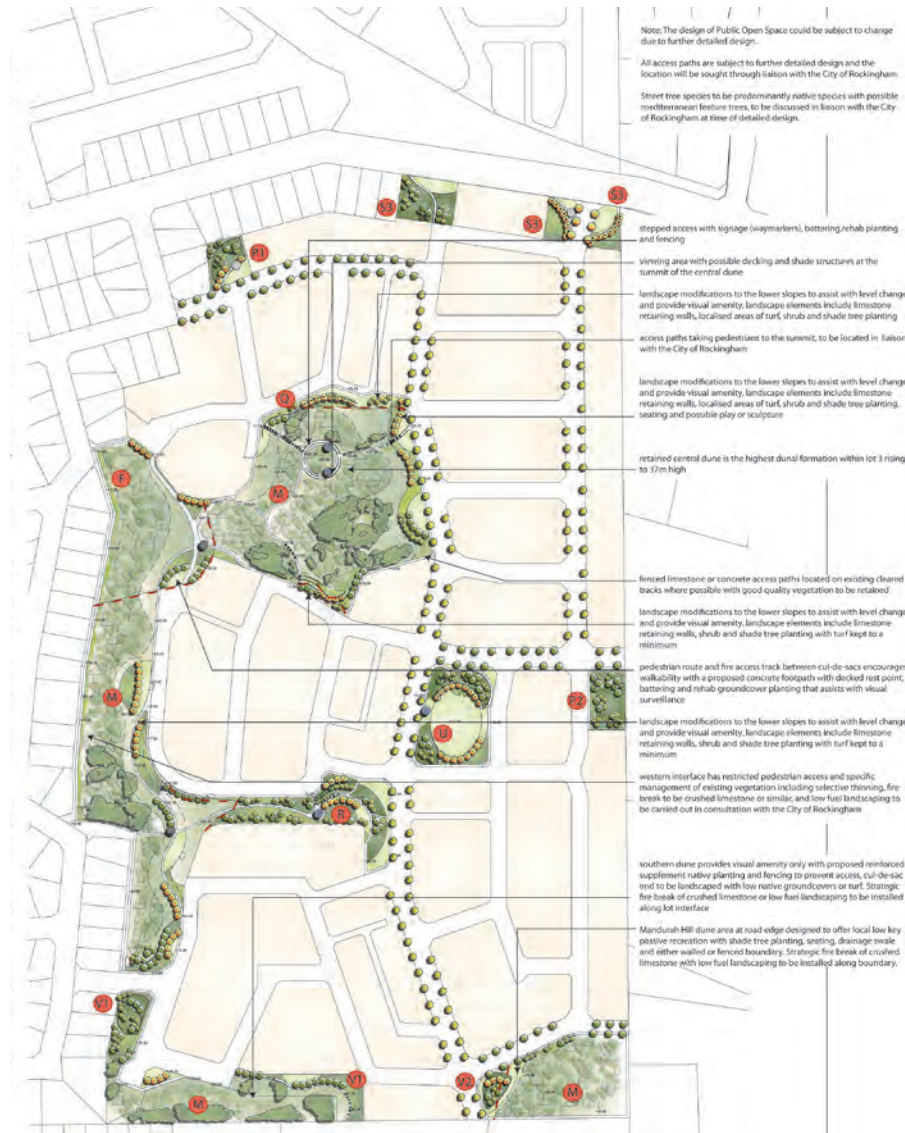 Note; The design of Public Open Space could be subject to change
due to further detailed design.
All access paths are subject to further detailed design and the
location will be sought through liaison with the City of Rockingham
Street tree species to be predominantly native species with possible
mediterranean feature trees, to be discussed in liaison with the City
of Rockingham at time of detailed design.
S3
S3
S3
P1
stepped access with signage (waymarkers), battering, rehab planting
and fencing
viewing area with possible decking and shade structures at the
summit of the central dune
landscape modifications to the lower slopes to assist with level change
and provide visual amenity, landscape elements include limestone
retaining walls, localised areas of turf, shrub and shade tree planting
access paths taking pedestrians to the summit, to be located in liaison
with the City of Rockingham
landscape modifications to the lower slopes to assist with level change
and provide visual amenity, landscape elements include limestone
retaining walls, localised areas of turf, shrub and shade tree planting,
seating and possible play or sculpture
Q
retained central dune is the highest dunal formation within lot 3 rising
to 37m high
F
M
fenced limestone or concrete access paths located on existing cleared
tracks where possible with good quality vegetation to be retained
landscape modifications to the lower slopes to assist with level change
and provide visual amenity, landscape elements include limestone
retaining walls, shrub and shade tree planting with turf kept to a
minimum
pedestrian route and fire access track between cul-de-sacs encourages
walkability with a proposed concrete footpath with decked rest point,
battering and rehab groundcover planting that assists with visual
surveillance
M
P2
U
landscape modifications to the lower slopes to assist with level change
and provide visual amenity, landscape elements include limestone
retaining walls, shrub and shade tree planting with turf kept to a
minimum
western interface has restricted pedestrian access and specific
management of existing vegetation including selective thinning, fire
break to be crushed limestone or similar, and low fuel landscaping to
be carried out in consultation with the City of Rockingham
R
southern dune provides visual amenity only with proposed reinforced
supplement native planting and fencing to prevent access, cul-de-sac
end to be landscaped with low native groundcovers or turf. Strategic
fire break of crushed limestone or low fuel landscaping to be installed
along lot interface
Mandurah Hill dune area at road edge designed to offer local low key
passive recreation with shade tree planting, seating, drainage swale
and either walled or fenced boundary. Strategic fire break of crushed
limestone with low fuel landscaping to be installed along boundary.
V1
V1
V2
M
M